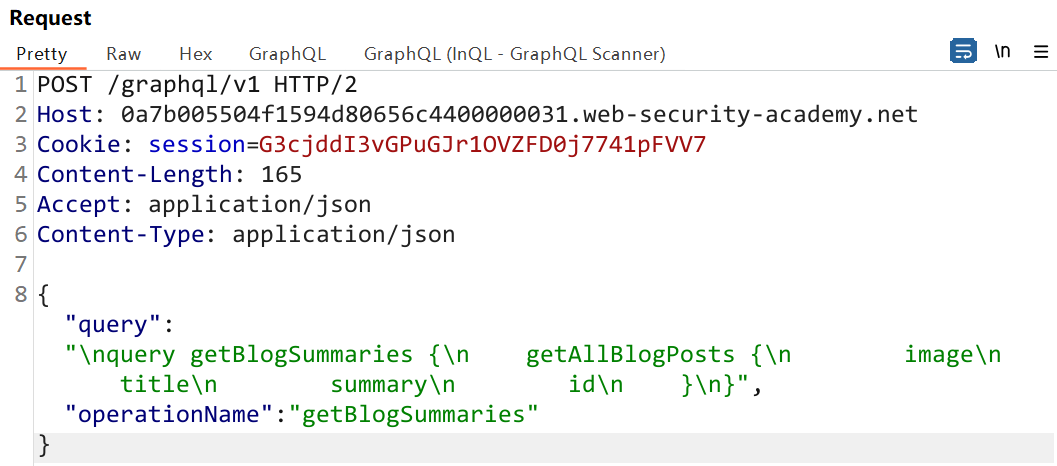 Request
Pretty Raw Hex GraphQL GraphQL (InQL - GraphQL Scanner) \n
1 POST /graphql/v1 HTTP/2
2 Host: 0a7b005504f1594d80656c4400000031.web-security-academy.net
3 Cookie: session=G3cjddI3vGPuGJr1OVZFD0j7741pFVV7
4 Content-Length: 165
5 Accept: application/json
6 Content-Type: application/json
7
8 {
"query":
"\nquery getBlogSummaries {\n    getAllBlogPosts {\n        image\n
title\n        summary\n        id\n    }\n}",
"operationName":"getBlogSummaries"
}